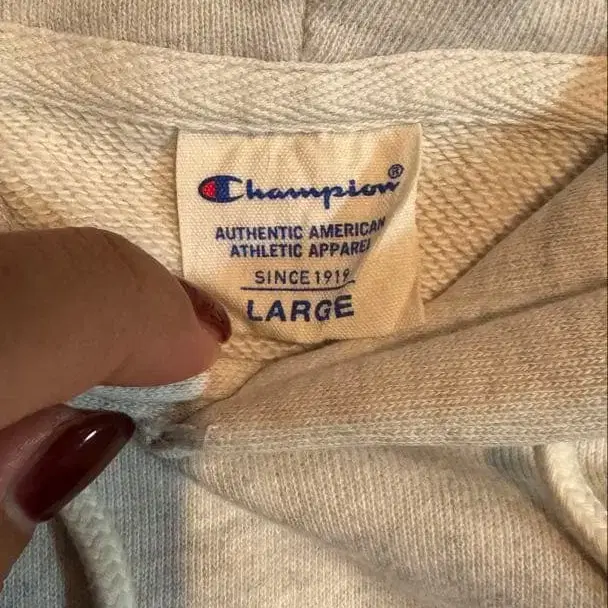 Champion®
AUTHENTIC AMERICAN
ATHLETIC APPAREL
SINCE 1919
LARGE